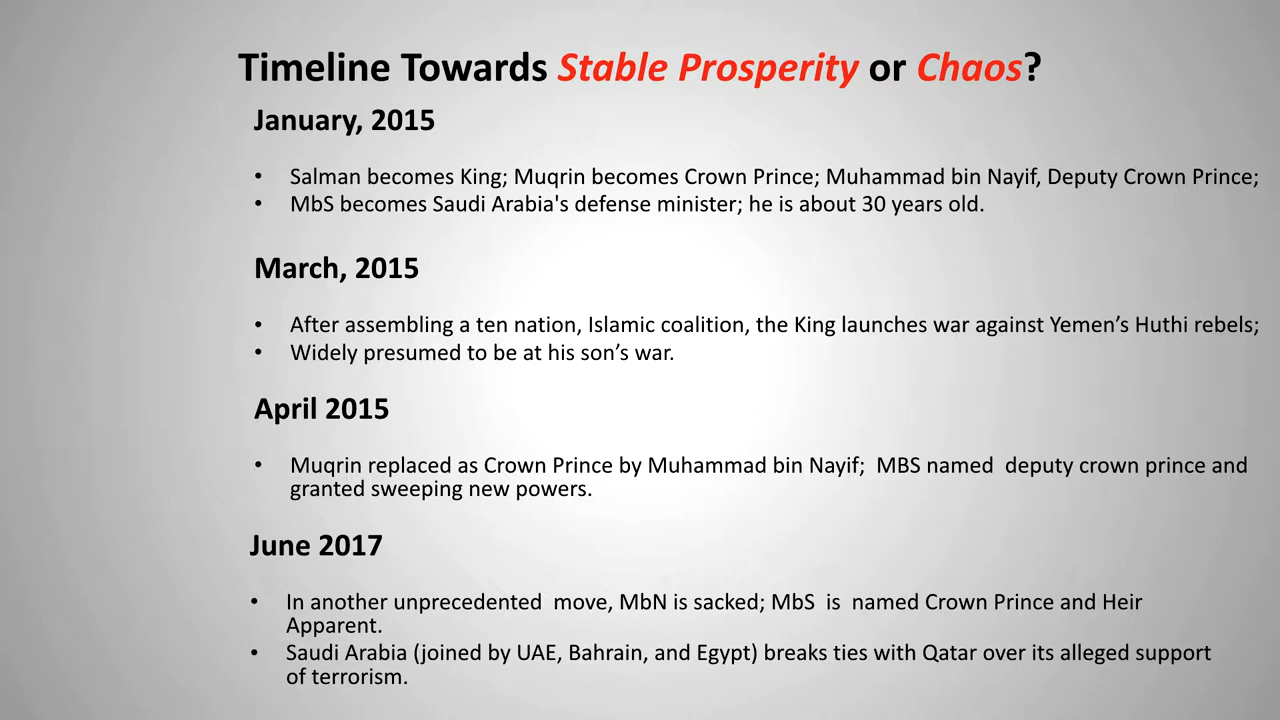 Timeline Towards Stable Prosperity or Chaos?
January, 2015
• Salman becomes King; Muqrin becomes Crown Prince; Muhammad bin Nayif, Deputy Crown Prince;
• MbS becomes Saudi Arabia's defense minister; he is about 30 years old.
March, 2015
• After assembling a ten nation, Islamic coalition, the King launches war against Yemen’s Huthi rebels;
• Widely presumed to be at his son’s war.
April 2015
• Muqrin replaced as Crown Prince by Muhammad bin Nayif;  MBS named  deputy crown prince and
granted sweeping new powers.
June 2017
• In another unprecedented  move, MbN is sacked; MbS  is  named Crown Prince and Heir
Apparent.
• Saudi Arabia (joined by UAE, Bahrain, and Egypt) breaks ties with Qatar over its alleged support
of terrorism.